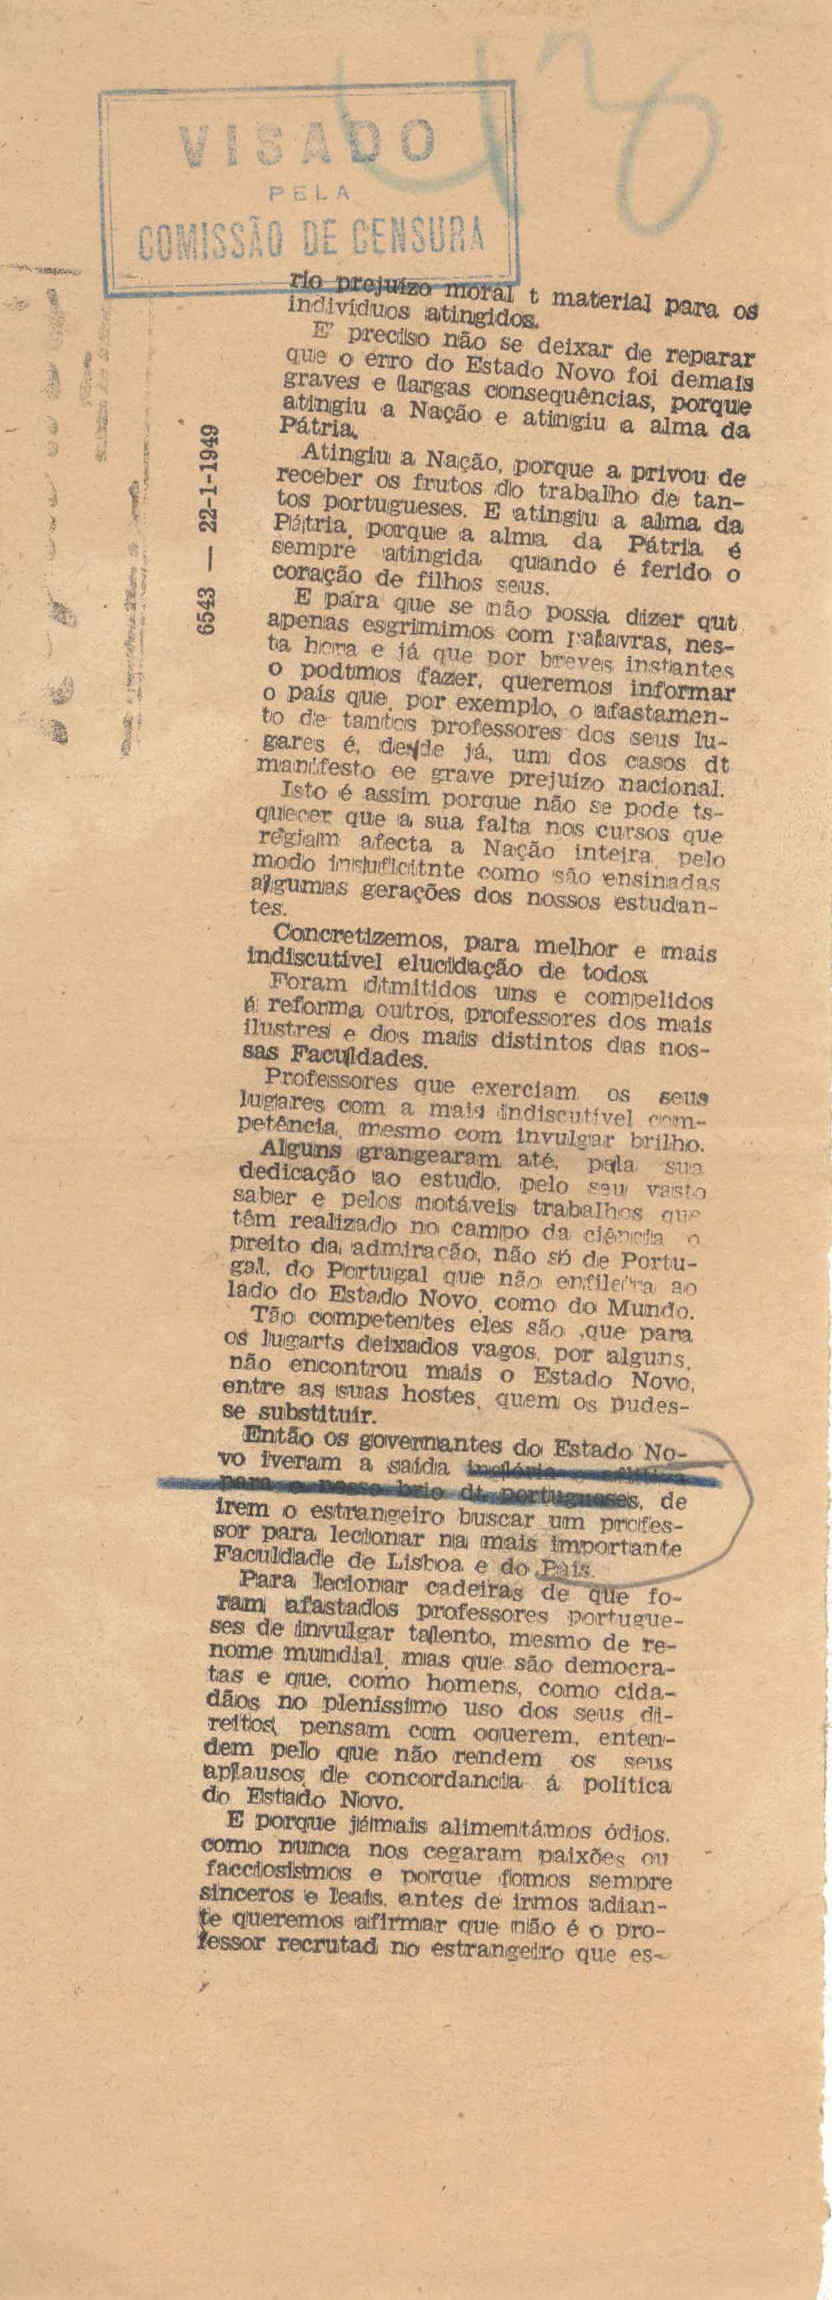 VISADO
PELA
COMISSÃO DE CENSURA
6543 — 22-1-1949
rio prejuízo moral t material para os
indivíduos atingidos.
E' preciso não se deixar de reparar
que o erro do Estado Novo foi demais
graves e largas consequências, porque
atingiu a Nação e atingiu a alma da
Pátria.
Atingiu a Nação, porque a privou de
receber os frutos do trabalho de tan-
tos portugueses. E atingiu a alma da
Pátria, porque a alma da Pátria é
sempre atingida quando é ferido o
coração de filhos seus.
E para que se não possa dizer qut
apenas esgrimimos com palavras, nes-
ta hora e já que por breves instantes
o podtmos fazer, queremos informar
o país que, por exemplo, o afastamen-
to de tantos professores dos seus lu-
gares é, desde já, um dos casos dt
manifesto ee grave prejuízo nacional.
Isto é assim porque não se pode ts-
quecer que a sua falta nos cursos que
regiam afecta a Nação inteira, pelo
modo insuficitnte como são ensinadas
algumas gerações dos nossos estudan-
tes.
Concretizemos, para melhor e mais
indiscutível elucidação de todos.
Foram dtmitidos uns e compelidos
á reforma outros, professores dos mais
ilustres e dos mais distintos das nos-
sas Faculdades.
Professores que exerciam os seus
lugares com a mais indiscutível com-
petência, mesmo com invulgar brilho.
Alguns grangearam até, pela sua
dedicação ao estudo, pelo seu vasto
saber e pelos notáveis trabalhos que
têm realizado no campo da ciência o
preito da admiração, não só de Portu-
gal, do Portugal que não enfileira ao
lado do Estado Novo, como do Mundo.
Tão competentes eles são ,que para
os lugarts deixados vagos, por alguns,
não encontrou mais o Estado Novo,
entre as suas hostes, quem os pudes-
se substituir.
Então os governantes do Estado No-
vo tveram a saída inglória e aflitiva
para o nosso brio dt portugueses, de
irem o estrangeiro buscar um profes-
sor para lecionar na mais importante
Faculdade de Lisboa e do País.
Para lecionar cadeiras de que fo-
ram afastados professores portugue-
ses de invulgar talento, mesmo de re-
nome mundial, mas que são democra-
tas e que, como homens, como cida-
dãos no pleníssimo uso dos seus di-
reitos, pensam com oquerem, enten-
dem pelo que não rendem os seus
aplausos de concordancia á politica
do Estado Novo.
E porque jámais alimentámos ódios,
como nunca nos cegaram paixões ou
facciosismos e porque fomos sempre
sinceros e leais, antes de irmos adian-
te queremos afirmar que não é o pro-
fessor recrutad no estrangeiro que es-